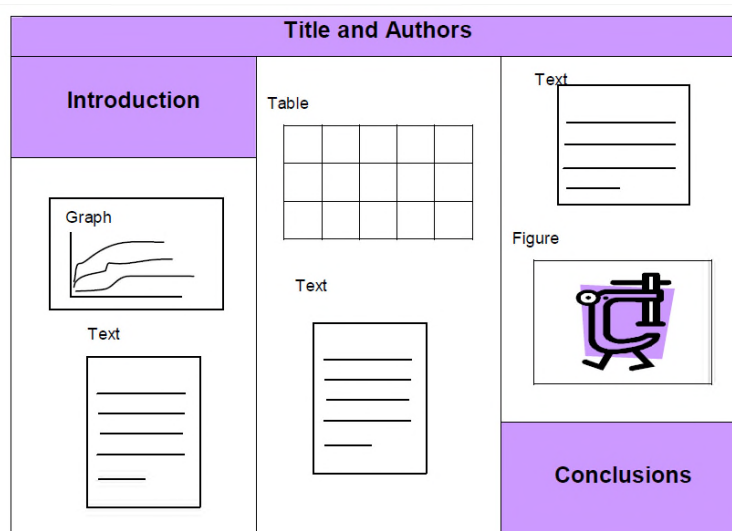 Title and Authors
Introduction
Graph
Text
Table
Text
Text
Figure
Conclusions